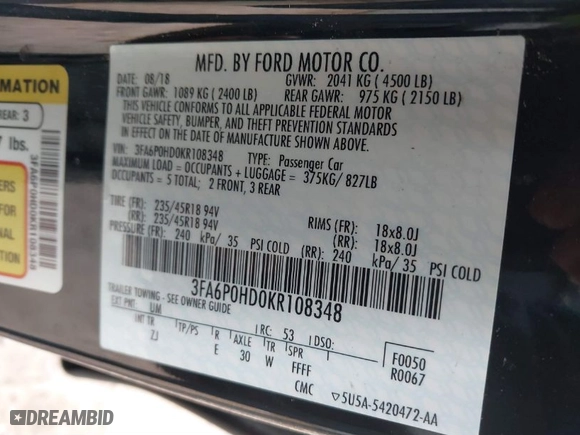 MFD. BY FORD MOTOR CO.
DATE: 08/18 GVWR: 2041 KG ( 4500 LB)
FRONT GAWR: 1089 KG ( 2400 LB) REAR GAWR: 975 KG ( 2150 LB)
THIS VEHICLE CONFORMS TO ALL APPLICABLE FEDERAL MOTOR
VEHICLE SAFETY, BUMPER, AND THEFT PREVENTION STANDARDS
IN EFFECT ON THE DATE OF MANUFACTURE SHOWN ABOVE.
VIN: 3FA6P0HD0KR108348 TYPE: Passenger Car
MAXIMUM LOAD = OCCUPANTS + LUGGAGE = 375KG/ 827LB
OCCUPANTS = 5 TOTAL; 2 FRONT, 3 REAR
TIRE (FR): 235/45R18 94V RIMS (FR): 18x8.0J
(RR): 235/45R18 94V (RR): 18x8.0J
PRESSURE (FR): 240 kPa/ 35 PSI COLD
(RR): 240 kPa/ 35 PSI COLD
3FA6P0HD0KR108348
TRAILER TOWING - SEE OWNER GUIDE
EXT PNT: UM RC: 53 DSO: F0050
INT TR TP/PS R AXLE TR SPR R0067
ZJ E 30 W FFFF
CMC 5U5A-5420472-AA
MATION
REAR: 3
lbs.
3FA6P0HD0KR108348
ERS
FOR
NAL
TION
DREAMBID